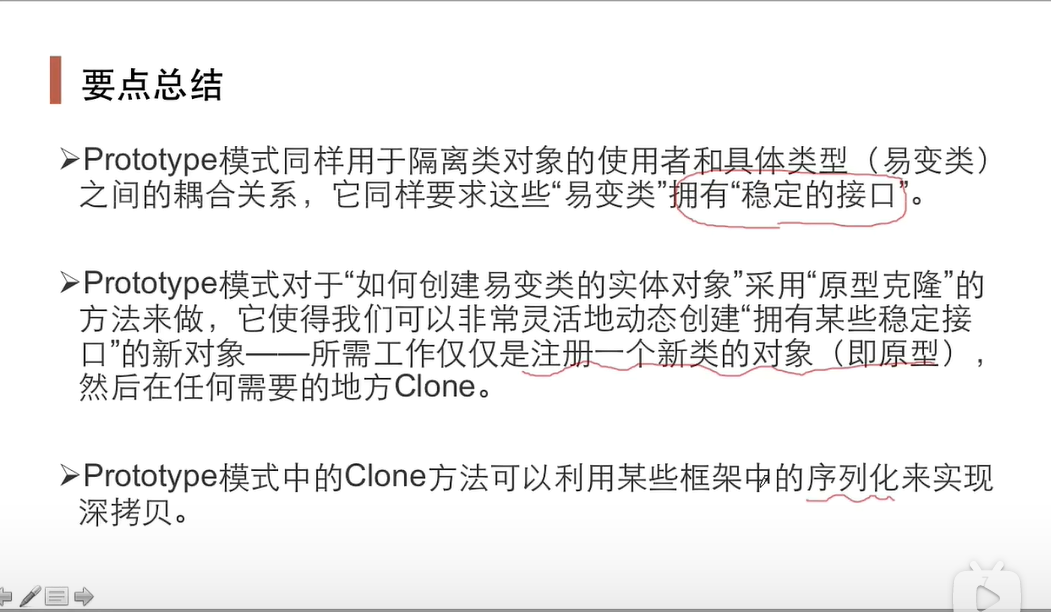 要点总结
➢Prototype模式同样用于隔离类对象的使用者和具体类型（易变类）
之间的耦合关系，它同样要求这些“易变类”拥有“稳定的接口”。
➢Prototype模式对于“如何创建易变类的实体对象”采用“原型克隆”的
方法来做，它使得我们可以非常灵活地动态创建“拥有某些稳定接
口”的新对象——所需工作仅仅是注册一个新类的对象（即原型），
然后在任何需要的地方Clone。
➢Prototype模式中的Clone方法可以利用某些框架中的序列化来实现
深拷贝。